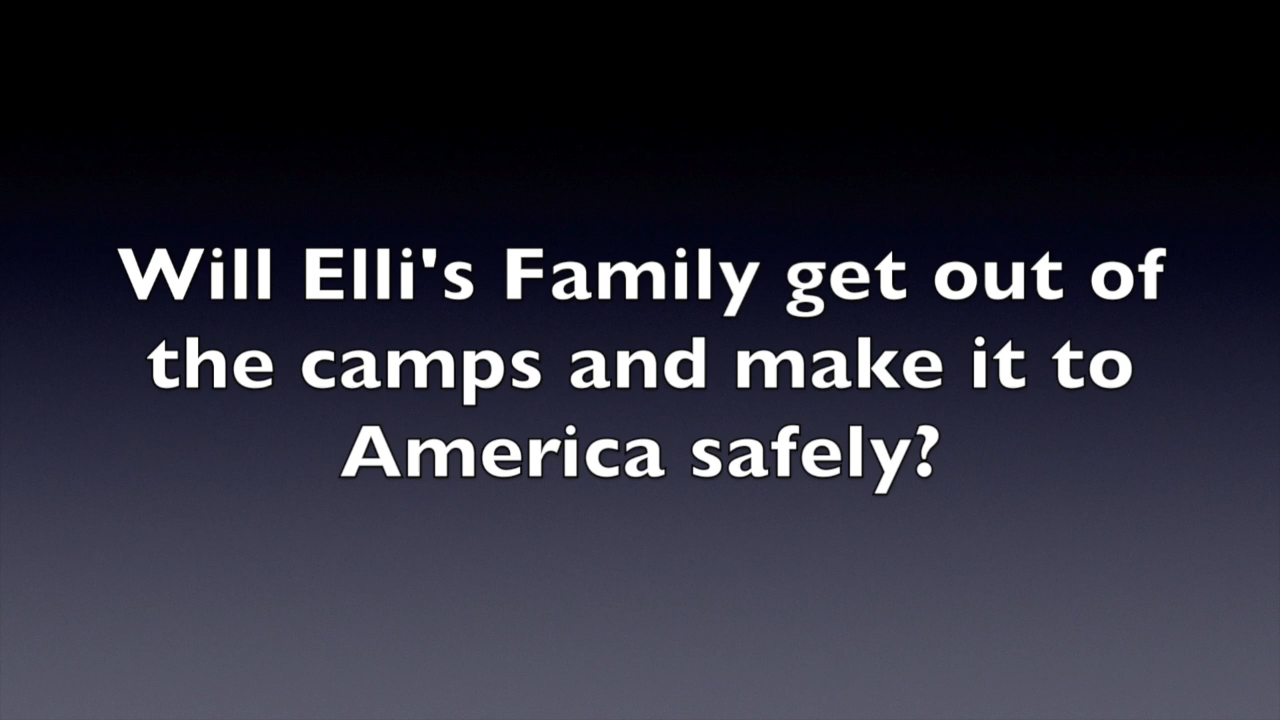 Will Elli's Family get out of
the camps and make it to
America safely?